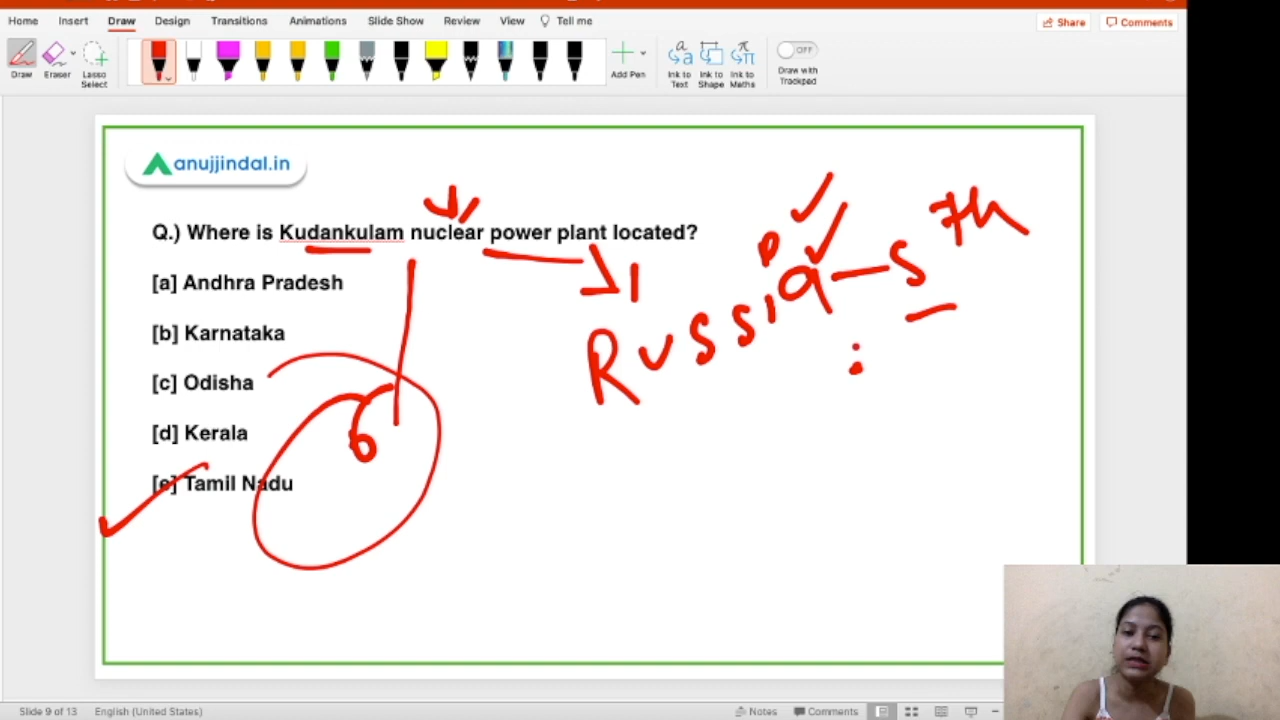 Home Insert Draw Design Transitions Animations Slide Show Review View Tell me Share Comments
Draw Eraser Lasso Select Add Pen Ink to Text Ink to Shape Ink to Maths OFF Draw with Trackpad
anujjindal.in
Q.) Where is Kudankulam nuclear power plant located?
[a] Andhra Pradesh
[b] Karnataka
[c] Odisha
[d] Kerala
[e] Tamil Nadu
Russia - 5th
6
Slide 9 of 13 English (United States) Notes Comments